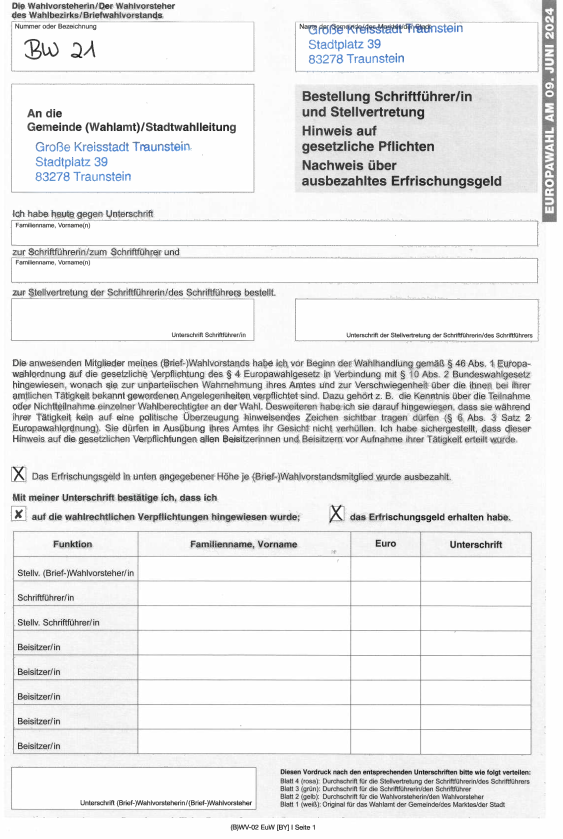 Die Wahlvorsteherin/Der Wahlvorsteher
des Wahlbezirks/Briefwahlvorstands
Nummer oder Bezeichnung
BW 21
Name der Gemeinde/des Marktes/der Stadt
Große Kreisstadt Traunstein
Stadtplatz 39
83278 Traunstein
EUROPAWAHL AM 09. JUNI 2024
An die
Gemeinde (Wahlamt)/Stadtwahlleitung
Große Kreisstadt Traunstein
Stadtplatz 39
83278 Traunstein
Bestellung Schriftführer/in
und Stellvertretung
Hinweis auf
gesetzliche Pflichten
Nachweis über
ausbezahltes Erfrischungsgeld
Ich habe heute gegen Unterschrift
Familienname, Vorname(n)
zur Schriftführerin/zum Schriftführer und
Familienname, Vorname(n)
zur Stellvertretung der Schriftführerin/des Schriftführers bestellt.
Unterschrift Schriftführer/in
Unterschrift der Stellvertretung der Schriftführerin/des Schriftführers
Die anwesenden Mitglieder meines (Brief-)Wahlvorstands habe ich vor Beginn der Wahlhandlung gemäß § 46 Abs. 1 Europa-
wahlordnung auf die gesetzliche Verpflichtung des § 4 Europawahlgesetz in Verbindung mit § 10 Abs. 2 Bundeswahlgesetz
hingewiesen, wonach sie zur unparteiischen Wahrnehmung ihres Amtes und zur Verschwiegenheit über die ihnen bei ihrer
amtlichen Tätigkeit bekannt gewordenen Angelegenheiten verpflichtet sind. Dazu gehört z. B. die Kenntnis über die Teilnahme
oder Nichtteilnahme einzelner Wahlberechtigter an der Wahl. Desweiteren habe ich sie darauf hingewiesen, dass sie während
ihrer Tätigkeit kein auf eine politische Überzeugung hinweisendes Zeichen sichtbar tragen dürfen (§ 6 Abs. 3 Satz 2
Europawahlordnung). Sie dürfen in Ausübung ihres Amtes ihr Gesicht nicht verhüllen. Ich habe sichergestellt, dass dieser
Hinweis auf die gesetzlichen Verpflichtungen allen Beisitzerinnen und Beisitzern vor Aufnahme ihrer Tätigkeit erteilt wurde.
X Das Erfrischungsgeld in unten angegebener Höhe je (Brief-)Wahlvorstandsmitglied wurde ausbezahlt.
Mit meiner Unterschrift bestätige ich, dass ich
x auf die wahlrechtlichen Verpflichtungen hingewiesen wurde; X das Erfrischungsgeld erhalten habe.
Funktion Familienname, Vorname Euro Unterschrift
Stellv. (Brief-)Wahlvorsteher/in
Schriftführer/in
Stellv. Schriftführer/in
Beisitzer/in
Beisitzer/in
Beisitzer/in
Beisitzer/in
Beisitzer/in
Unterschrift (Brief-)Wahlvorsteherin/(Brief-)Wahlvorsteher
Diesen Vordruck nach den entsprechenden Unterschriften bitte wie folgt verteilen:
Blatt 4 (rosa): Durchschrift für die Stellvertretung der Schriftführerin/des Schriftführers
Blatt 3 (grün): Durchschrift für die Schriftführerin/den Schriftführer
Blatt 2 (gelb): Durchschrift für die Wahlvorsteherin/den Wahlvorsteher
Blatt 1 (weiß): Original für das Wahlamt der Gemeinde/des Marktes/der Stadt
(B)WV-02 EuW [BY] I Seite 1